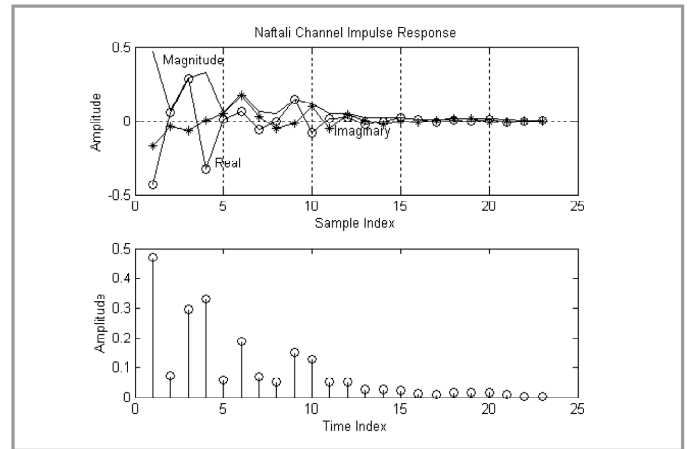 Naftali Channel Impulse Response
0.5
Magnitude
Amplitude
0
Imaginary
Real
-0.5
0
5
10
15
20
25
Sample Index
0.5
0.4
0.3
Amplitude
0.2
0.1
0
0
5
10
15
20
25
Time Index